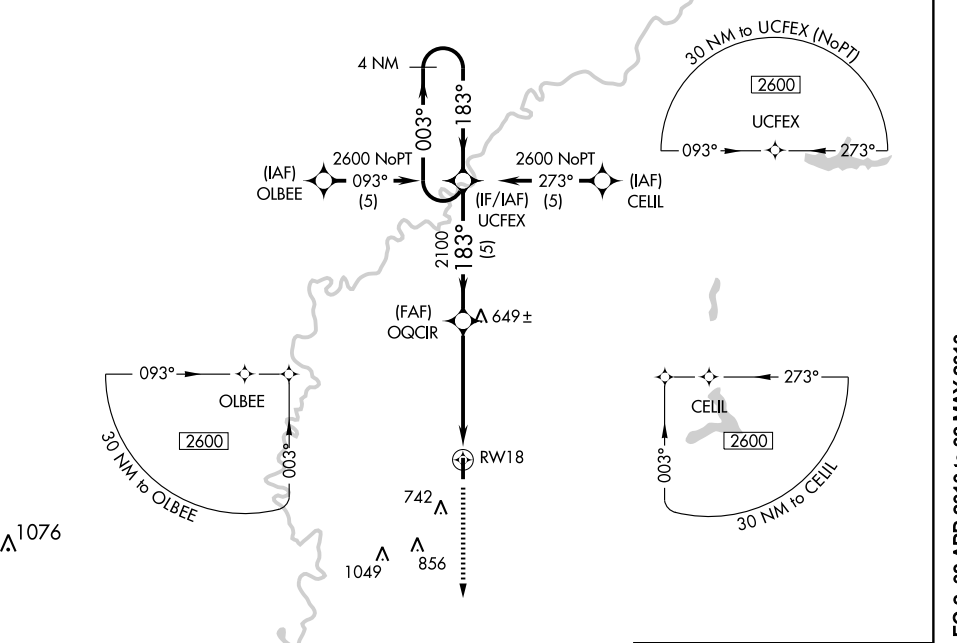 30 NM to UCFEX (NoPT)
2600
UCFEX
093°
273°
4 NM
003°
183°
2600 NoPT
093°
(5)
(IAF)
OLBEE
2600 NoPT
273°
(5)
(IAF)
CELIL
(IF/IAF)
UCFEX
2100
183°
(5)
(FAF)
OQCIR
649±
093°
OLBEE
2600
003°
30 NM to OLBEE
273°
CELIL
2600
003°
30 NM to CELIL
RW18
742
1049
856
1076